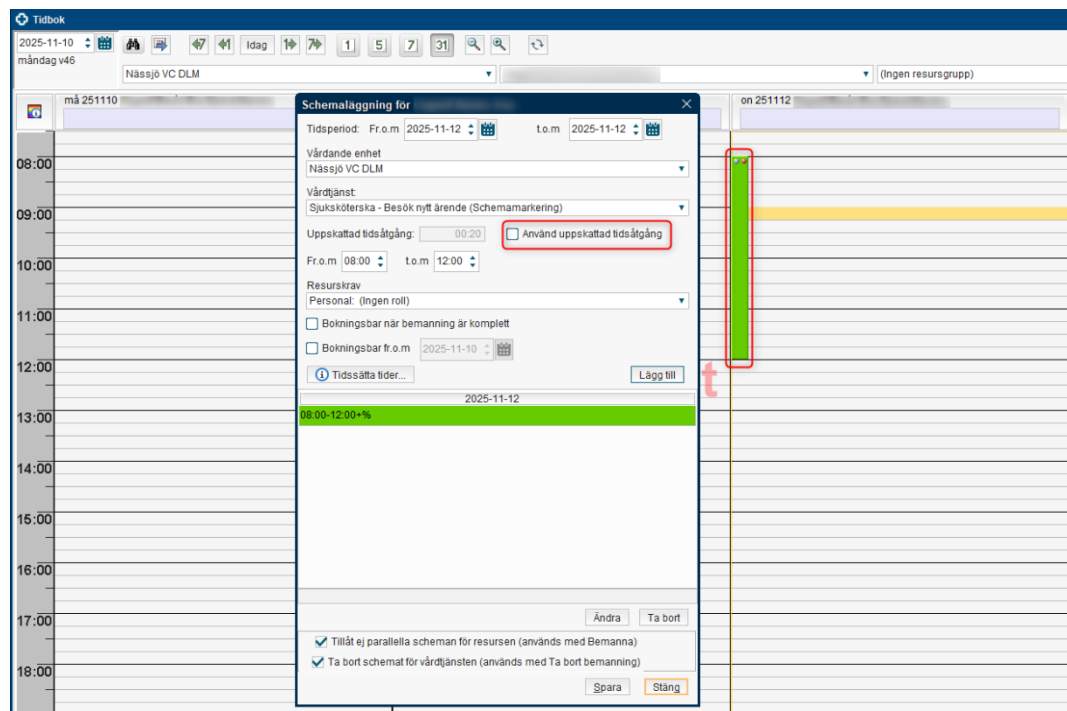 Tidbok
2025-11-10
måndag v46
47 41 Idag 1 7 1 5 7 31
Nässjö VC DLM (Ingen resursgrupp)
må 251110 on 251112
Schemaläggning för
Tidsperiod: Fr.o.m 2025-11-12 t.o.m 2025-11-12
Vårdande enhet
Nässjö VC DLM
Vårdtjänst:
Sjuksköterska - Besök nytt ärende (Schemamarkering)
Uppskattad tidsåtgång: 00:20 Använd uppskattad tidsåtgång
Fr.o.m 08:00 t.o.m 12:00
Resurskrav
Personal: (Ingen roll)
Bokningsbar när bemanning är komplett
Bokningsbar fr.o.m 2025-11-10
Tidssätta tider... Lägg till
2025-11-12
08:00-12:00+%
Ändra Ta bort
Tillåt ej parallella scheman för resursen (används med Bemanna)
Ta bort schemat för vårdtjänsten (används med Ta bort bemanning)
Spara Stäng
08:00
09:00
10:00
11:00
12:00
13:00
14:00
15:00
16:00
17:00
18:00
t